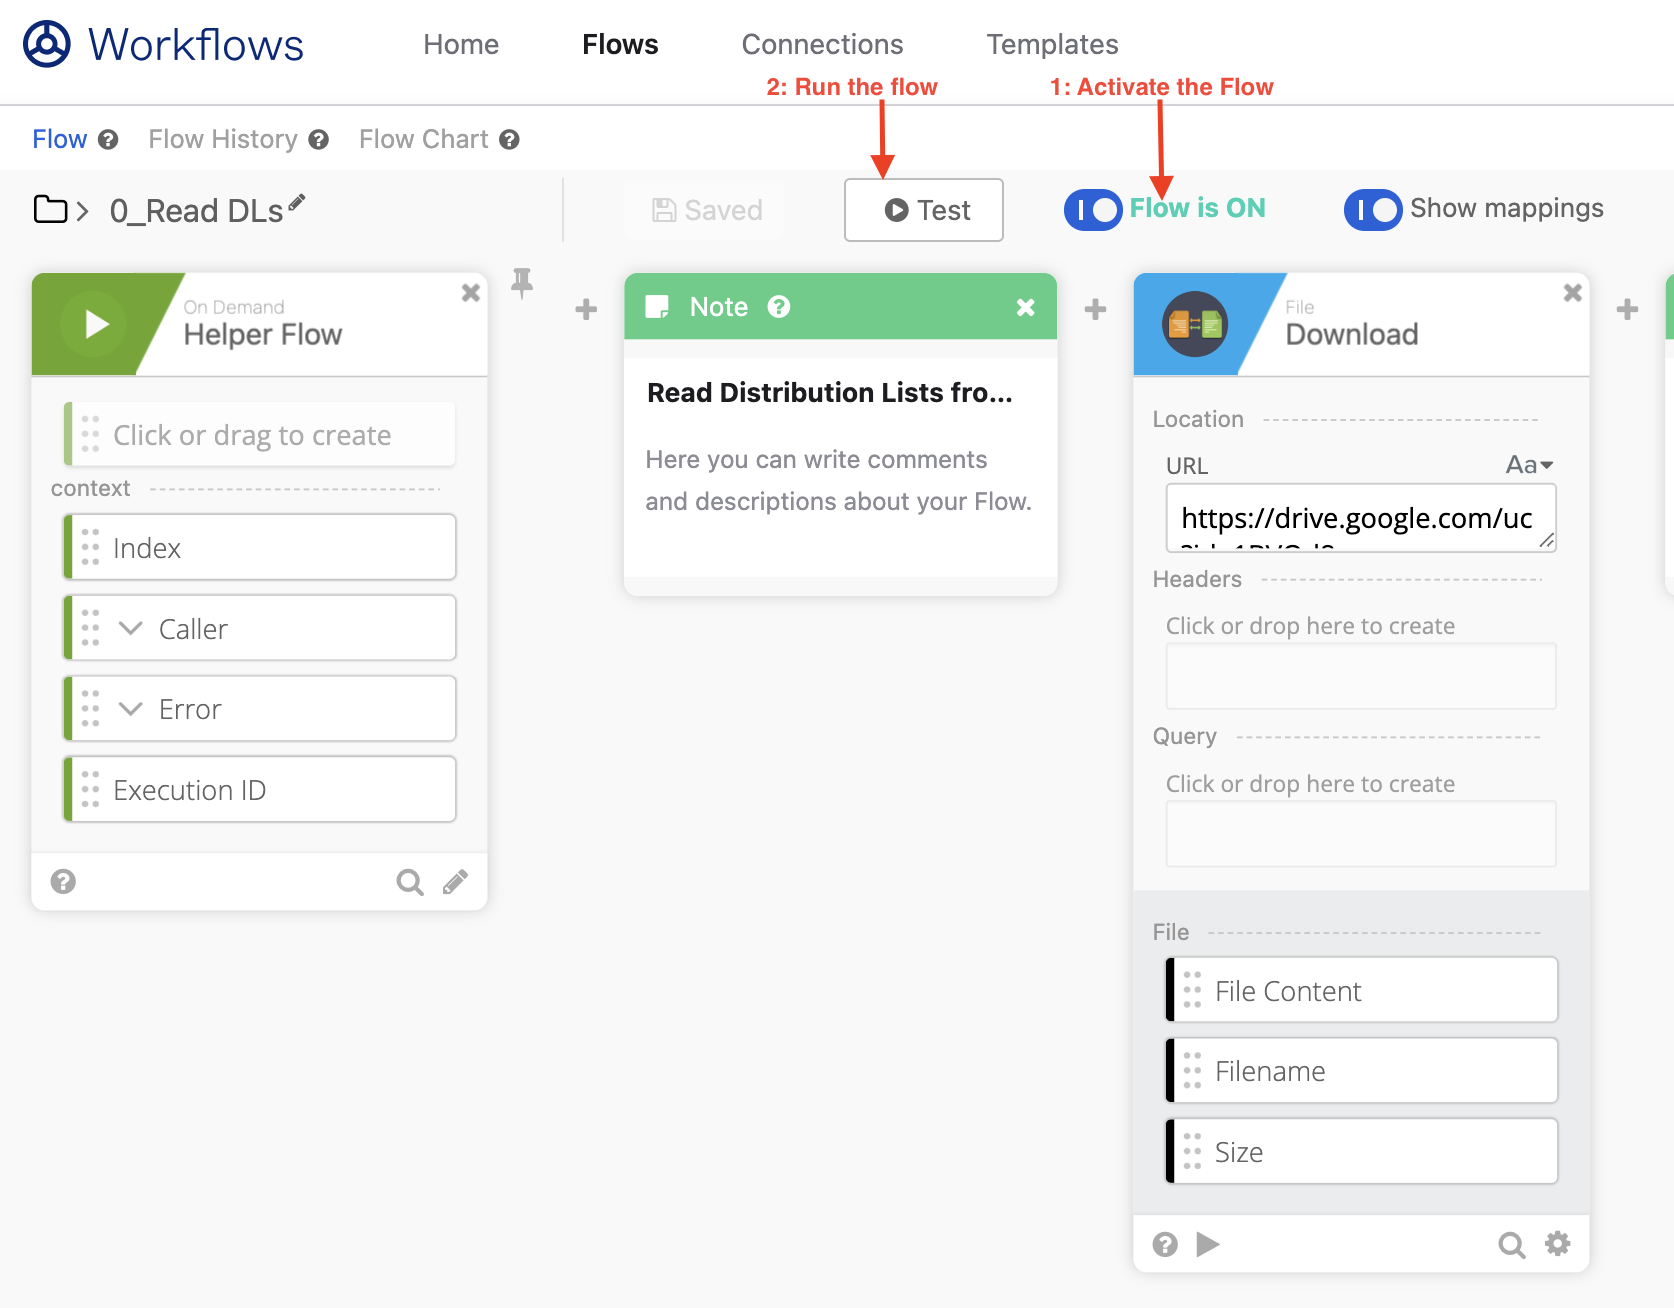 Workflows
Home
Flows
Connections
Templates
2: Run the flow
1: Activate the Flow
Flow
Flow History
Flow Chart
0_Read DLs
Saved
Test
Flow is ON
Show mappings
On Demand
Helper Flow
Click or drag to create
context
Index
Caller
Error
Execution ID
Note
Read Distribution Lists fro...
Here you can write comments
and descriptions about your Flow.
File
Download
Location
URL
Aa
https://drive.google.com/uc
Headers
Click or drop here to create
Query
Click or drop here to create
File
File Content
Filename
Size